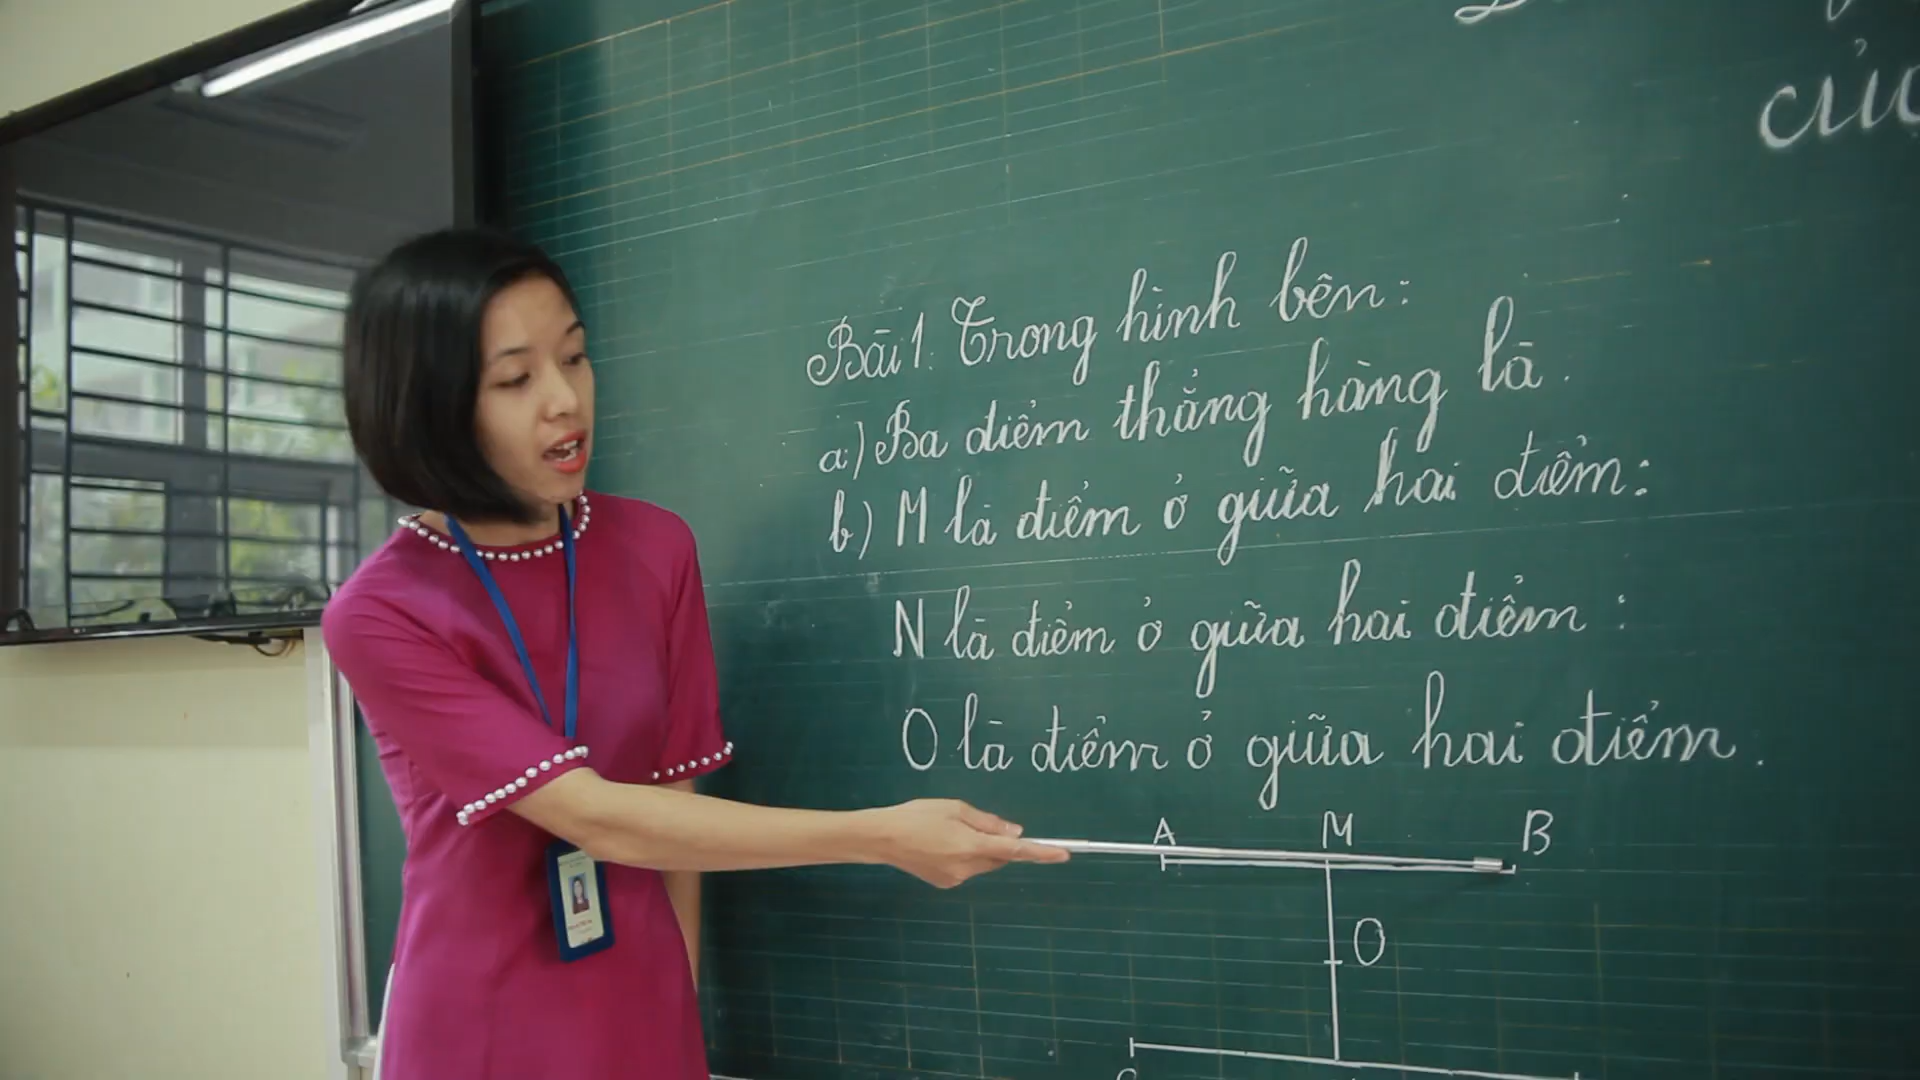 củ
Bài 1. Trong hình bên:
a) Ba điểm thẳng hàng là.
b) M là điểm ở giữa hai điểm:
N là điểm ở giữa hai điểm:
O là điểm ở giữa hai điểm.
A M B
O